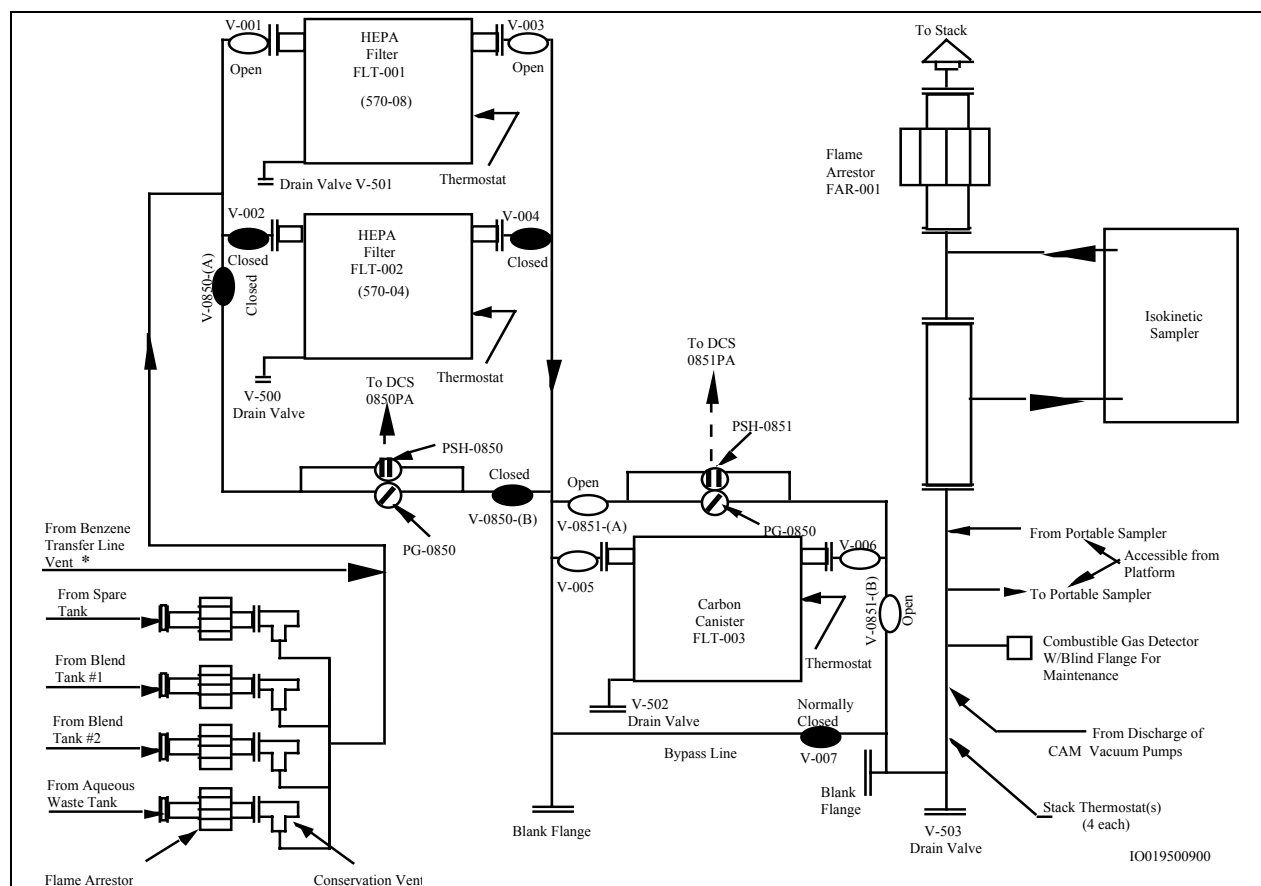 V-001
V-003
HEPA
Filter
FLT-001
(570-08)
Open
Open
To Stack
Flame
Arrestor
FAR-001
Drain Valve V-501
Thermostat
V-002
V-004
HEPA
Filter
FLT-002
(570-04)
Closed
Closed
V-0850-(A)
Closed
Isokinetic
Sampler
V-500
Drain Valve
Thermostat
To DCS
0850PA
To DCS
0851PA
PSH-0850
PSH-0851
Closed
V-0850-(B)
Open
V-0851-(A)
PG-0850
PG-0850
From Benzene
Transfer Line
Vent *
V-005
V-006
Carbon
Canister
FLT-003
V-0851-(B)
Open
Thermostat
From Portable Sampler
Accessible from
Platform
To Portable Sampler
From Spare
Tank
Combustible Gas Detector
W/Blind Flange For
Maintenance
From Blend
Tank #1
V-502
Drain Valve
Normally
Closed
V-007
Bypass Line
From Blend
Tank #2
From Discharge of
CAM Vacuum Pumps
From Aqueous
Waste Tank
Blank
Flange
Blank Flange
Stack Thermostat(s)
(4 each)
V-503
Drain Valve
IO019500900
Flame Arrestor
Conservation Vent